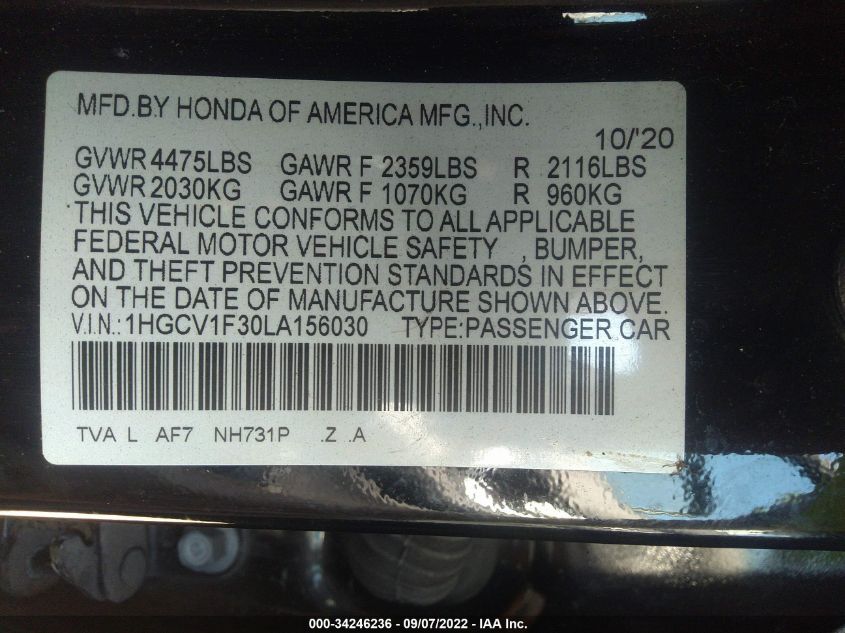 MFD.BY HONDA OF AMERICA MFG.,INC.
10/'20
GVWR 4475LBS GAWR F 2359LBS R 2116LBS
GVWR 2030KG GAWR F 1070KG R 960KG
THIS VEHICLE CONFORMS TO ALL APPLICABLE
FEDERAL MOTOR VEHICLE SAFETY , BUMPER,
AND THEFT PREVENTION STANDARDS IN EFFECT
ON THE DATE OF MANUFACTURE SHOWN ABOVE.
V.I.N.:1HGCV1F30LA156030 TYPE:PASSENGER CAR
TVA L AF7 NH731P .Z .A
000-34246236 - 09/07/2022 - IAA Inc.